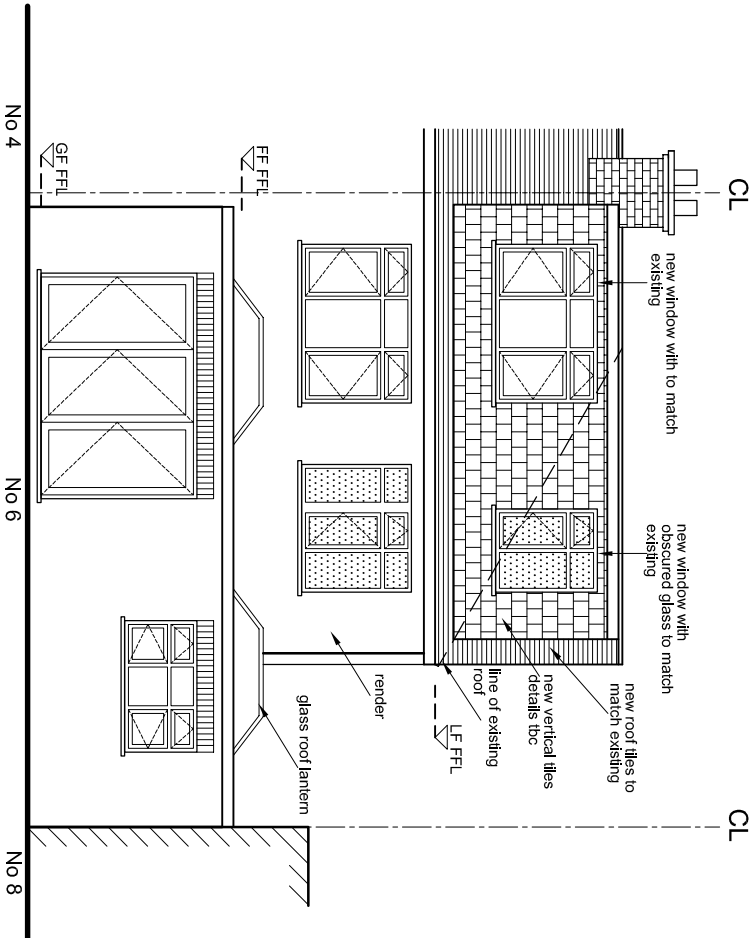 CL
CL
new window with to match
existing
new window with
obscured glass to match
existing
new roof tiles to
match existing
new vertical tiles
details tbc
line of existing
roof
LF FFL
render
FF FFL
glass roof lantern
GF FFL
No 4
No 6
No 8